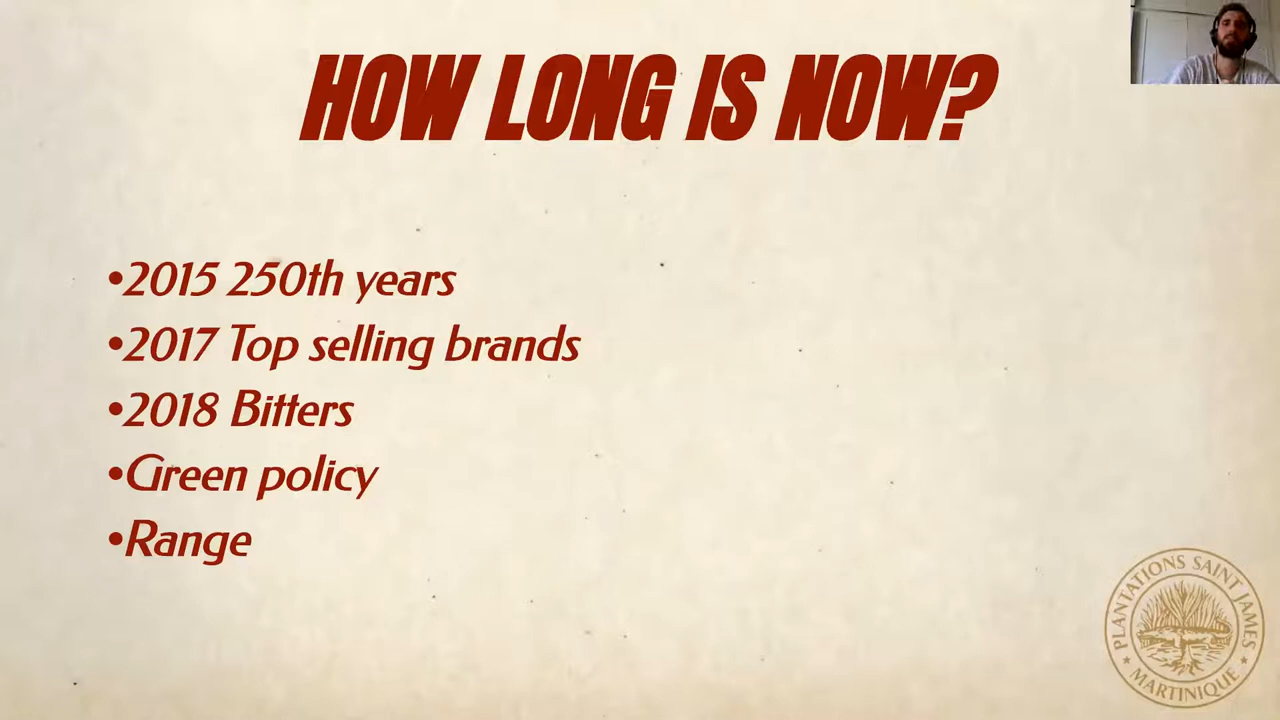 HOW LONG IS NOW?
•2015 250th years
•2017 Top selling brands
•2018 Bitters
•Green policy
•Range
PLANTATIONS SAINT JAMES
★ MARTINIQUE ★